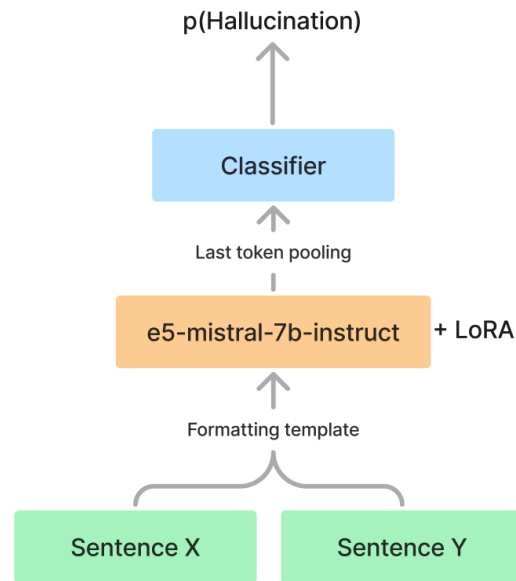 p(Hallucination)
Classifier
Last token pooling
e5-mistral-7b-instruct + LoRA
Formatting template
Sentence X
Sentence Y